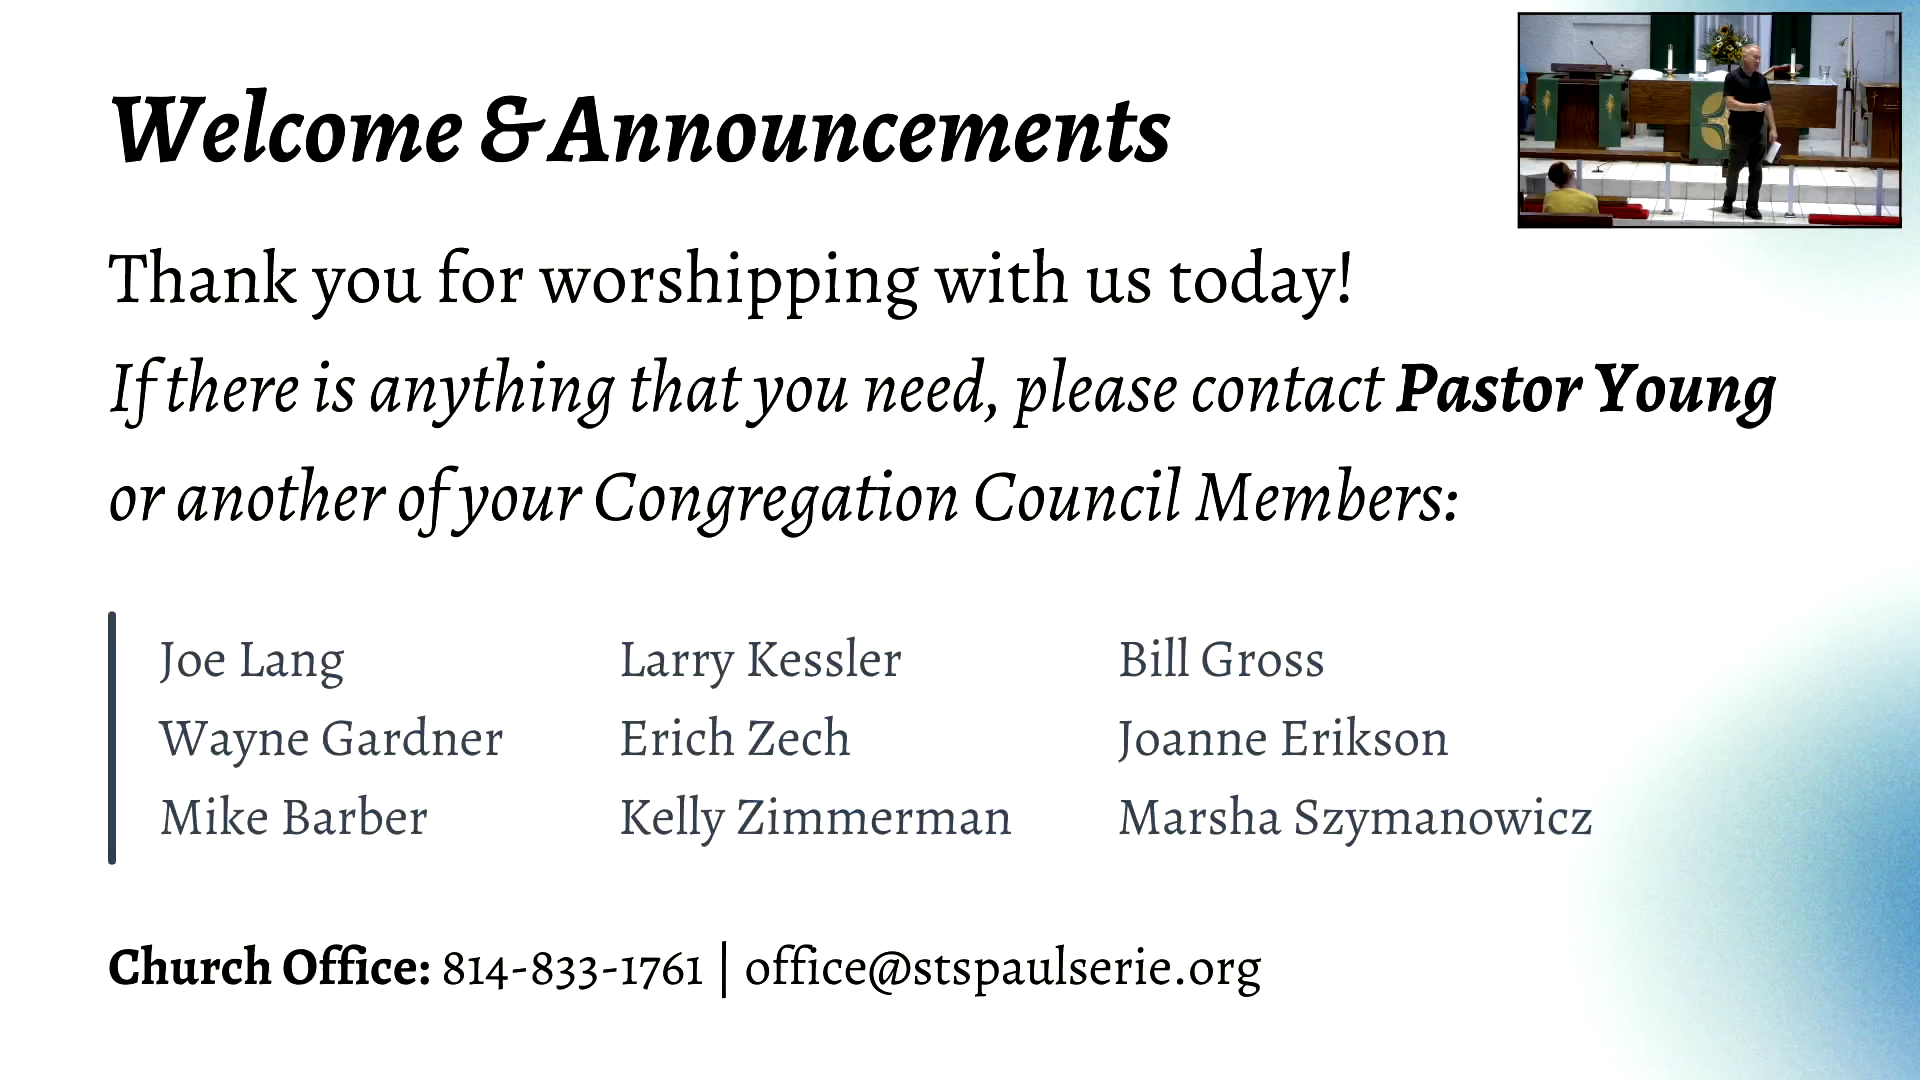 Welcome & Announcements
Thank you for worshipping with us today!
If there is anything that you need, please contact Pastor Young
or another of your Congregation Council Members:
Joe Lang Larry Kessler Bill Gross
Wayne Gardner Erich Zech Joanne Erikson
Mike Barber Kelly Zimmerman Marsha Szymanowicz
Church Office: 814-833-1761 | office@stspaulserie.org